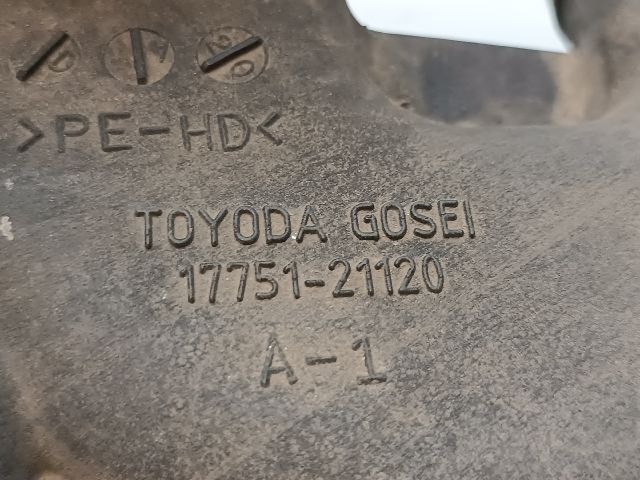 >PE-HD<
TOYODA GOSEI
17751-21120
A-1